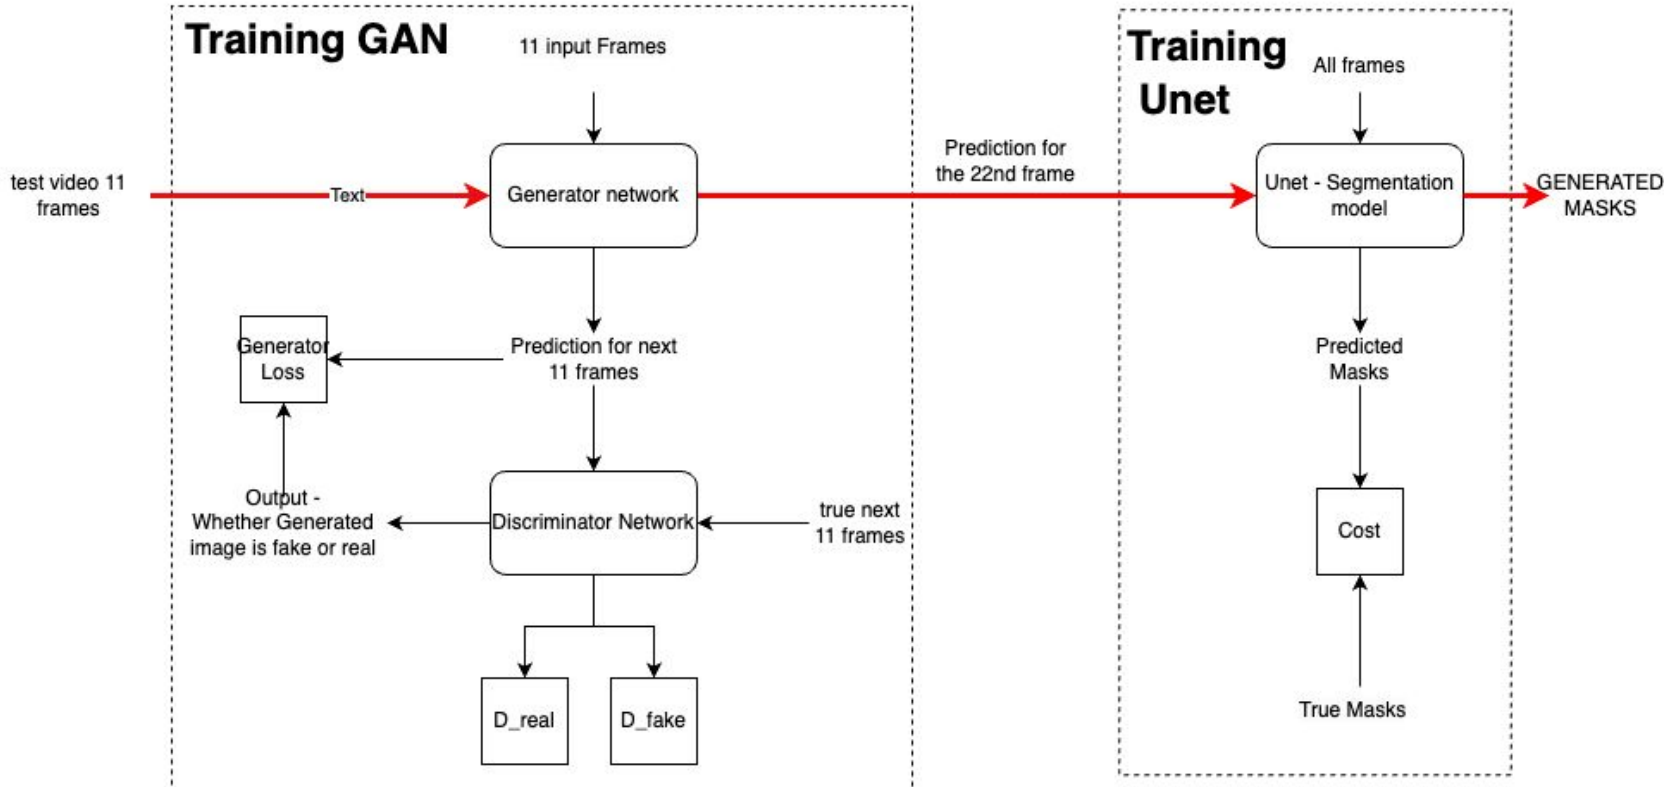 Training GAN
11 input Frames
Training
Unet
All frames
test video 11
frames
Text
Generator network
Prediction for
the 22nd frame
Unet - Segmentation
model
GENERATED
MASKS
Generator
Loss
Prediction for next
11 frames
Predicted
Masks
Output -
Whether Generated
image is fake or real
Discriminator Network
true next
11 frames
Cost
D_real
D_fake
True Masks